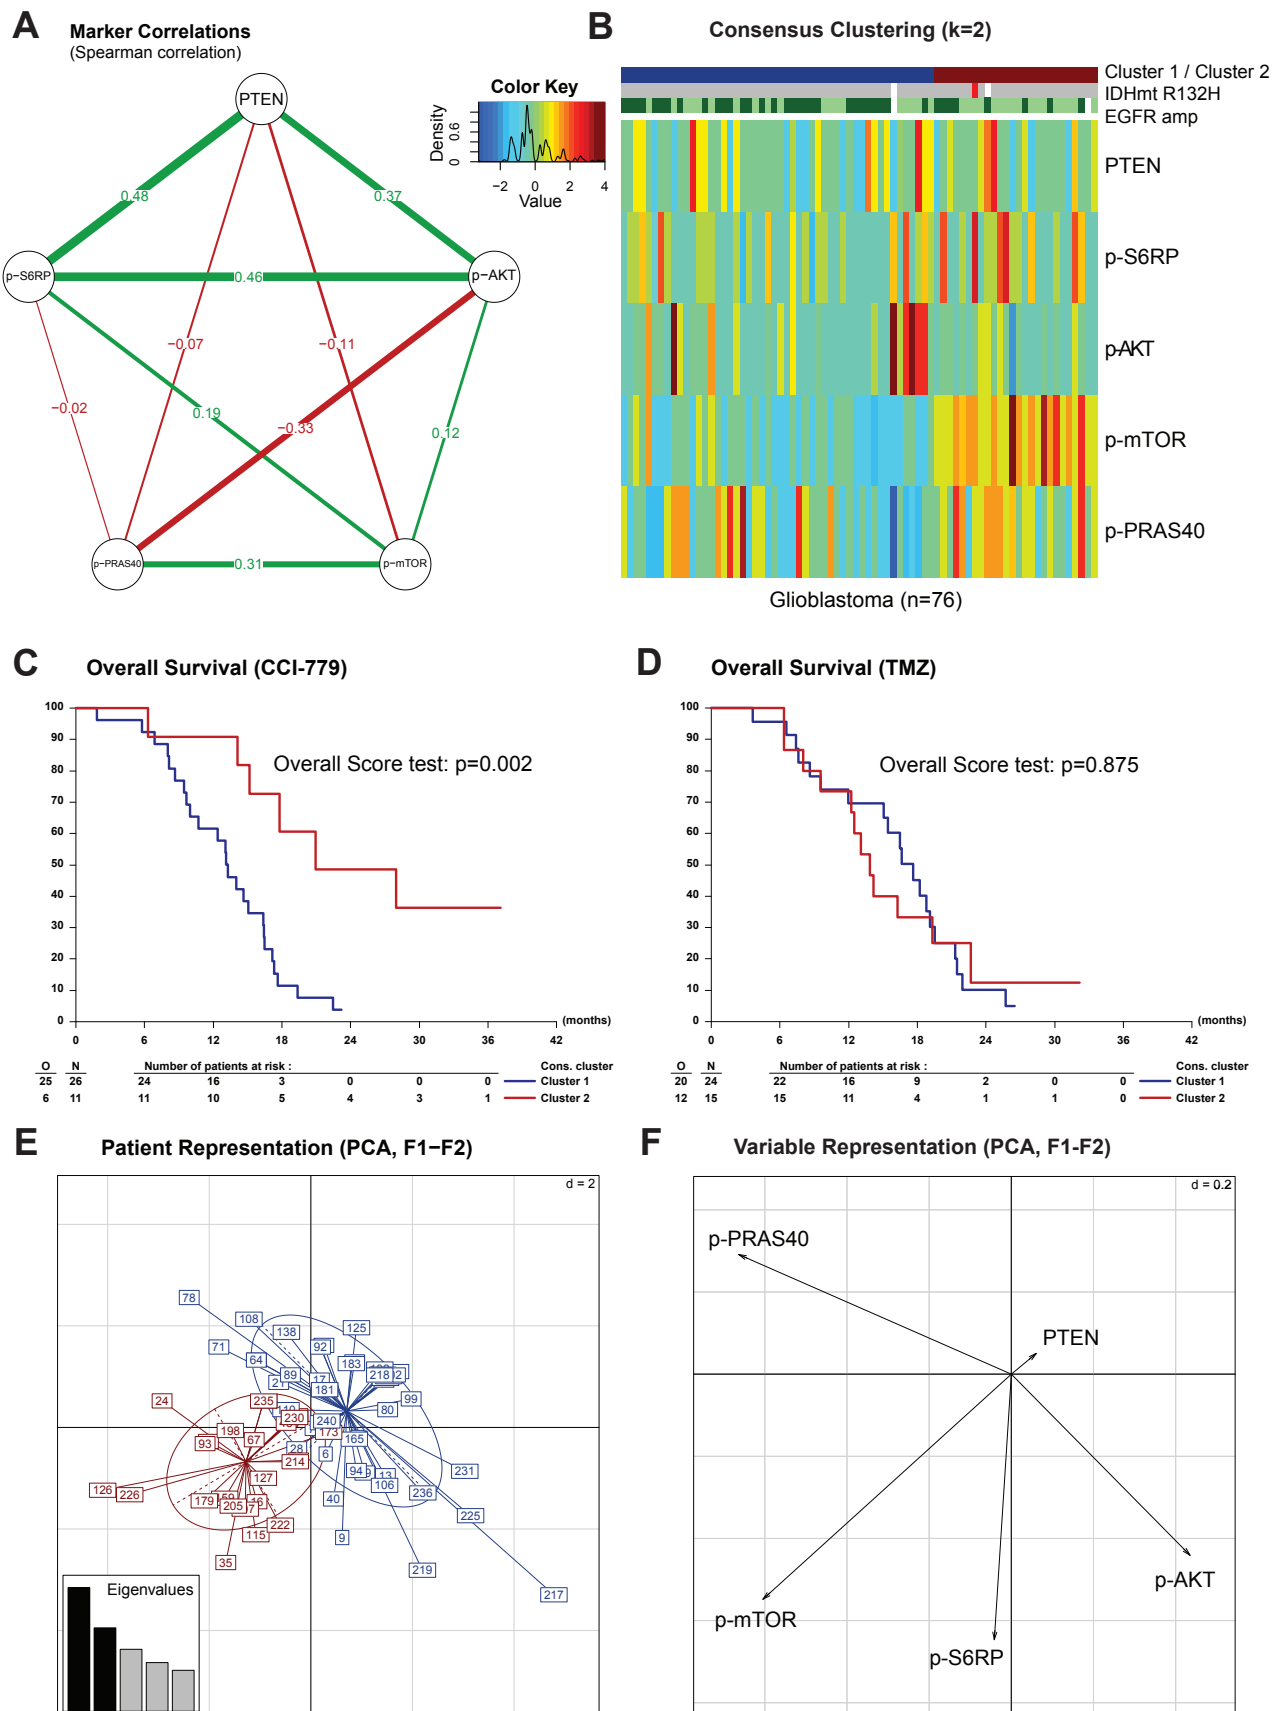 A
Marker Correlations
(Spearman correlation)
PTEN
p−S6RP
p−AKT
p−PRAS40
p−mTOR
0.48
0.37
0.46
−0.07
−0.11
−0.02
0.19
−0.33
0.12
0.31
Color Key
Density
0 0.6
−2 0 2 4
Value
B
Consensus Clustering (k=2)
Cluster 1 / Cluster 2
IDHmt R132H
EGFR amp
PTEN
p-S6RP
p-AKT
p-mTOR
p-PRAS40
Glioblastoma (n=76)
C
Overall Survival (CCI-779)
100
90
80
70
60
50
40
30
20
10
0
Overall Score test: p=0.002
(months)
0 6 12 18 24 30 36 42
O N Number of patients at risk : Cons. cluster
25 26 24 16 3 0 0 0 Cluster 1
6 11 11 10 5 4 3 1 Cluster 2
D
Overall Survival (TMZ)
100
90
80
70
60
50
40
30
20
10
0
Overall Score test: p=0.875
(months)
0 6 12 18 24 30 36 42
O N Number of patients at risk : Cons. cluster
20 24 22 16 9 2 0 0 Cluster 1
12 15 15 11 4 1 1 0 Cluster 2
E
Patient Representation (PCA, F1−F2)
d = 2
78
108
138
125
71
92
64
183
89
218
17
181
99
24
235
80
230
240
198
173
165
93
67
28
6
214
94
231
127
13
126
226
106
236
40
179
205
225
222
115
9
35
219
217
Eigenvalues
F
Variable Representation (PCA, F1-F2)
d = 0.2
p-PRAS40
PTEN
p-AKT
p-mTOR
p-S6RP